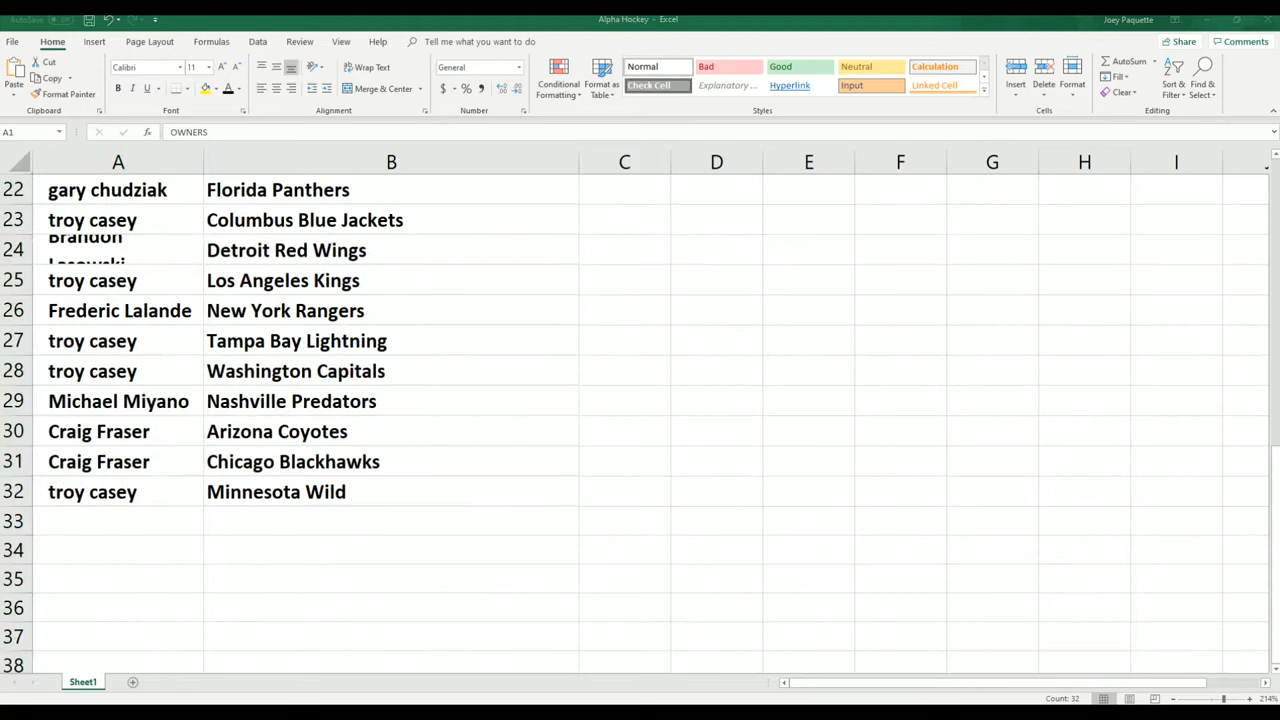 AutoSave Off Alpha Hockey - Excel Joey Paquette
File Home Insert Page Layout Formulas Data Review View Help Tell me what you want to do Share Comments
Cut
Copy
Format Painter
Paste
Clipboard
Calibri 11
B I U
Font
Wrap Text
Merge & Center
Alignment
General
$ % 9
Number
Conditional Formatting
Format as Table
Normal Bad Good Neutral Calculation
Check Cell Explanatory ... Hyperlink Input Linked Cell
Styles
Insert Delete Format
Cells
AutoSum
Fill
Clear
Sort & Filter
Find & Select
Editing
A1 fx OWNERS
A B C D E F G H I
22 gary chudziak Florida Panthers
23 troy casey Columbus Blue Jackets
24 Brandon Detroit Red Wings
25 troy casey Los Angeles Kings
26 Frederic Lalande New York Rangers
27 troy casey Tampa Bay Lightning
28 troy casey Washington Capitals
29 Michael Miyano Nashville Predators
30 Craig Fraser Arizona Coyotes
31 Craig Fraser Chicago Blackhawks
32 troy casey Minnesota Wild
33
34
35
36
37
38
Sheet1
Count: 32 214%